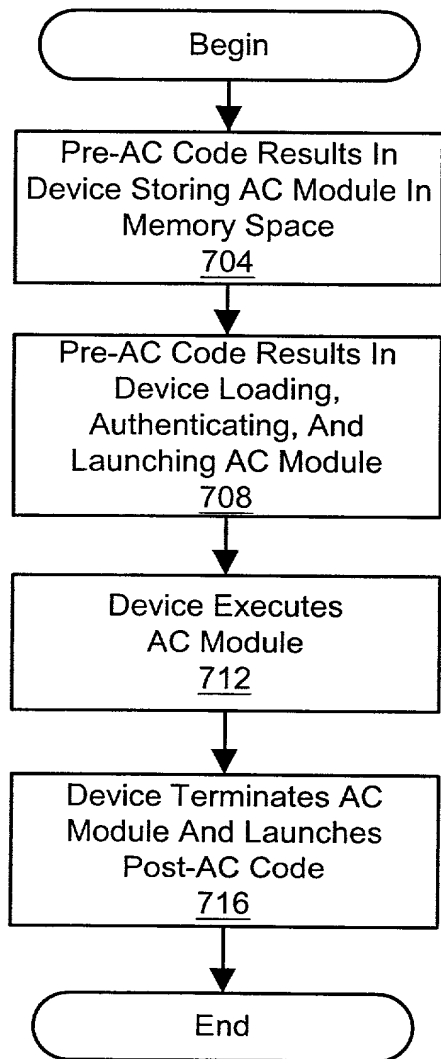 Begin
Pre-AC Code Results In
Device Storing AC Module In
Memory Space
704
Pre-AC Code Results In
Device Loading,
Authenticating, And
Launching AC Module
708
Device Executes
AC Module
712
Device Terminates AC
Module And Launches
Post-AC Code
716
End